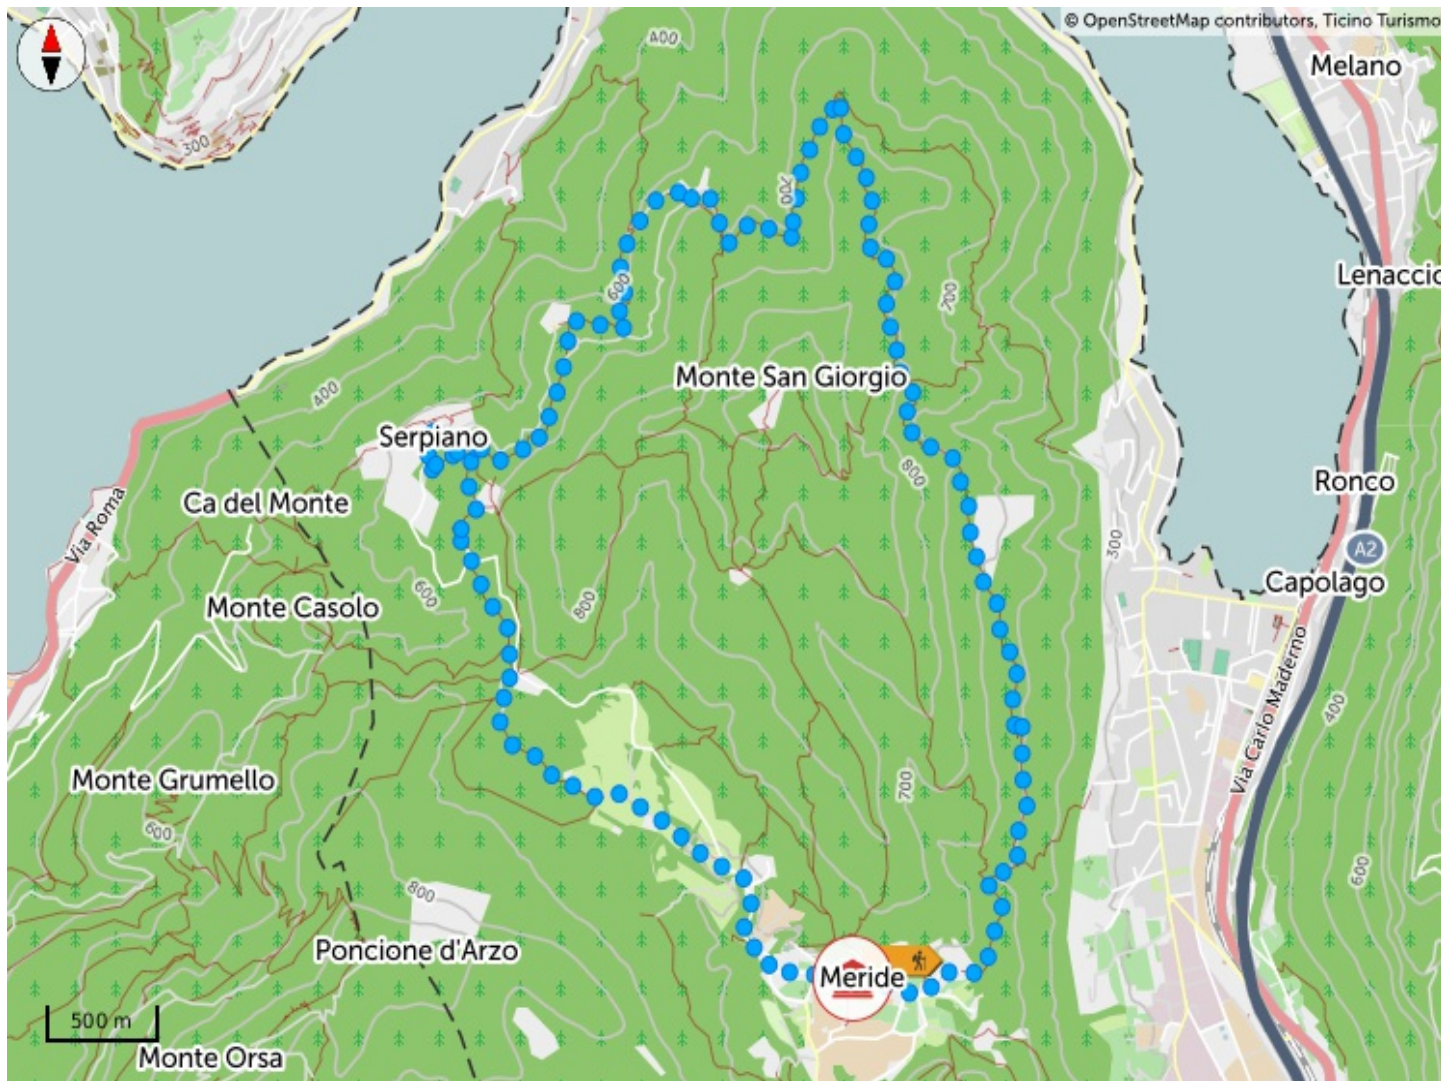 © OpenStreetMap contributors, Ticino Turismo
400
Melano
300
700
Lenaccio
600
700
Monte San Giorgio
400
Serpiano
800
Ronco
Ca del Monte
Via Roma
300
A2
Capolago
600
800
Monte Casolo
Via Carlo Maderno
400
Monte Grumello
700
600
600
800
Poncione d'Arzo
Meride
500 m
Monte Orsa